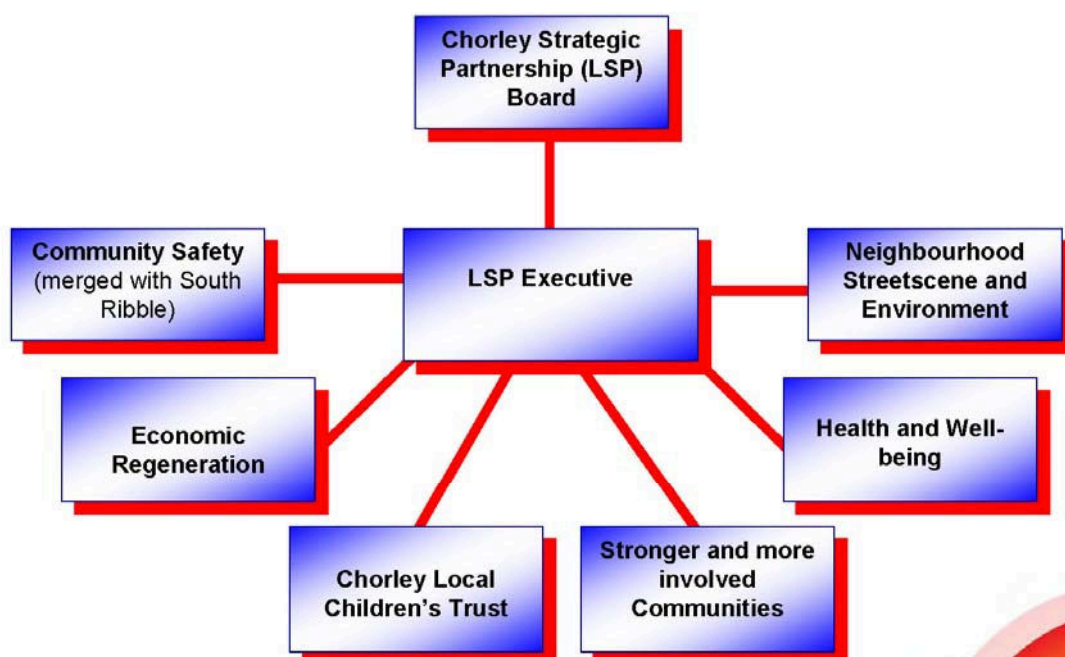 Chorley Strategic
Partnership (LSP)
Board
Community Safety
(merged with South
Ribble)
LSP Executive
Neighbourhood
Streetscene and
Environment
Economic
Regeneration
Health and Well-
being
Chorley Local
Children's Trust
Stronger and more
involved
Communities